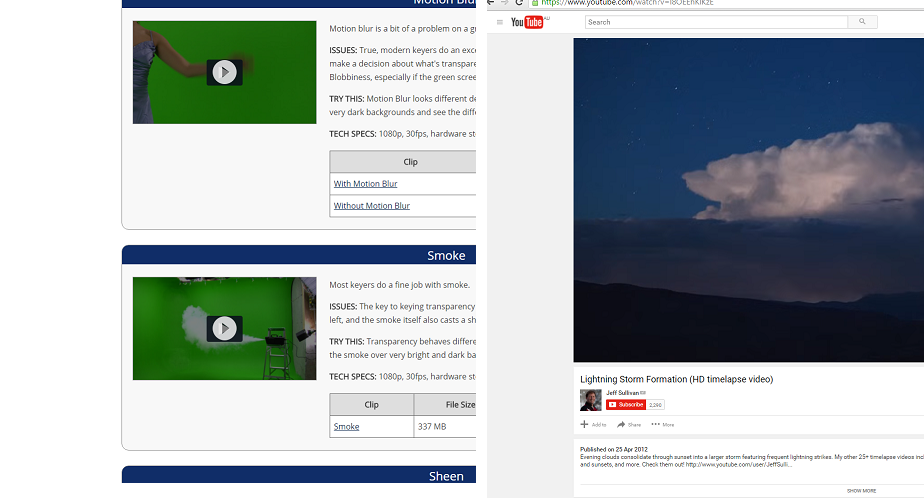 Motion Blu
Motion blur is a bit of a problem on a g
ISSUES: True, modern keyers do an exc
make a decision about what's transpare
Blobbiness, especially if the green scree
TRY THIS: Motion Blur looks different de
very dark backgrounds and see the diff
TECH SPECS: 1080p, 30fps, hardware st
Clip
With Motion Blur
Without Motion Blur
Smoke
Most keyers do a fine job with smoke.
ISSUES: The key to keying transparency
left, and the smoke itself also casts a sh
TRY THIS: Transparency behaves differe
the smoke over very bright and dark ba
TECH SPECS: 1080p, 30fps, hardware st
Clip File Size
Smoke 337 MB
Sheen
https://www.youtube.com/watch?v=
YouTube AU
Search
Lightning Storm Formation (HD timelapse video)
Jeff Sullivan
Subscribe 2,290
Add to Share More
Published on 25 Apr 2012
Evening clouds consolidate through sunset into a larger storm featuring frequent lightning strikes. My other 25+ timelapse videos incl
and sunsets, and more. Check them out! http://www.youtube.com/user/JeffSulli...
SHOW MORE